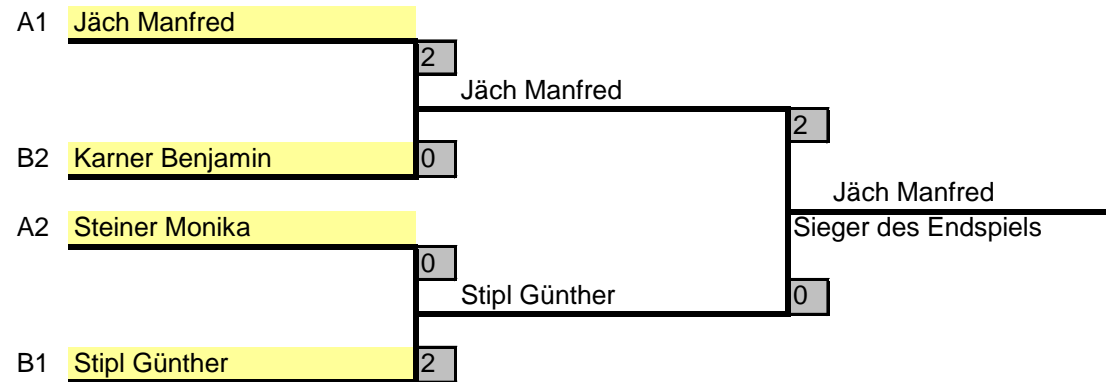 A1 Jäch Manfred
2
Jäch Manfred
2
B2 Karner Benjamin 0
Jäch Manfred
A2 Steiner Monika
Sieger des Endspiels
0
Stipl Günther 0
B1 Stipl Günther 2